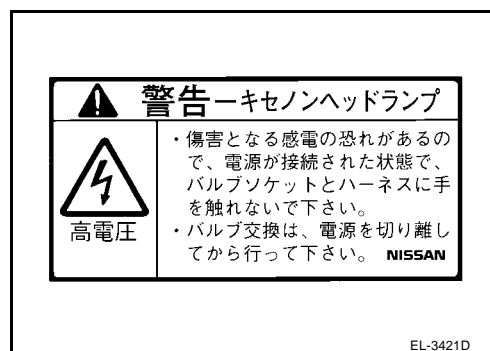 警告ーキセノンヘッドランプ
高電圧
・傷害となる感電の恐れがあるの
で、電源が接続された状態で、
バルブソケットとハーネスに手
を触れないで下さい。
・バルブ交換は、電源を切り離し
てから行って下さい。 NISSAN
EL-3421D